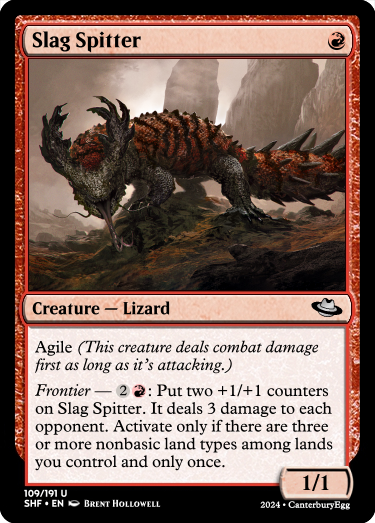 Slag Spitter
Creature — Lizard
Agile (This creature deals combat damage
first as long as it's attacking.)
Frontier — 2 R: Put two +1/+1 counters
on Slag Spitter. It deals 3 damage to each
opponent. Activate only if there are three
or more nonbasic land types among lands
you control and only once.
1/1
109/191 U
SHF • EN Brent Hollowell
2024 • CanterburyEgg